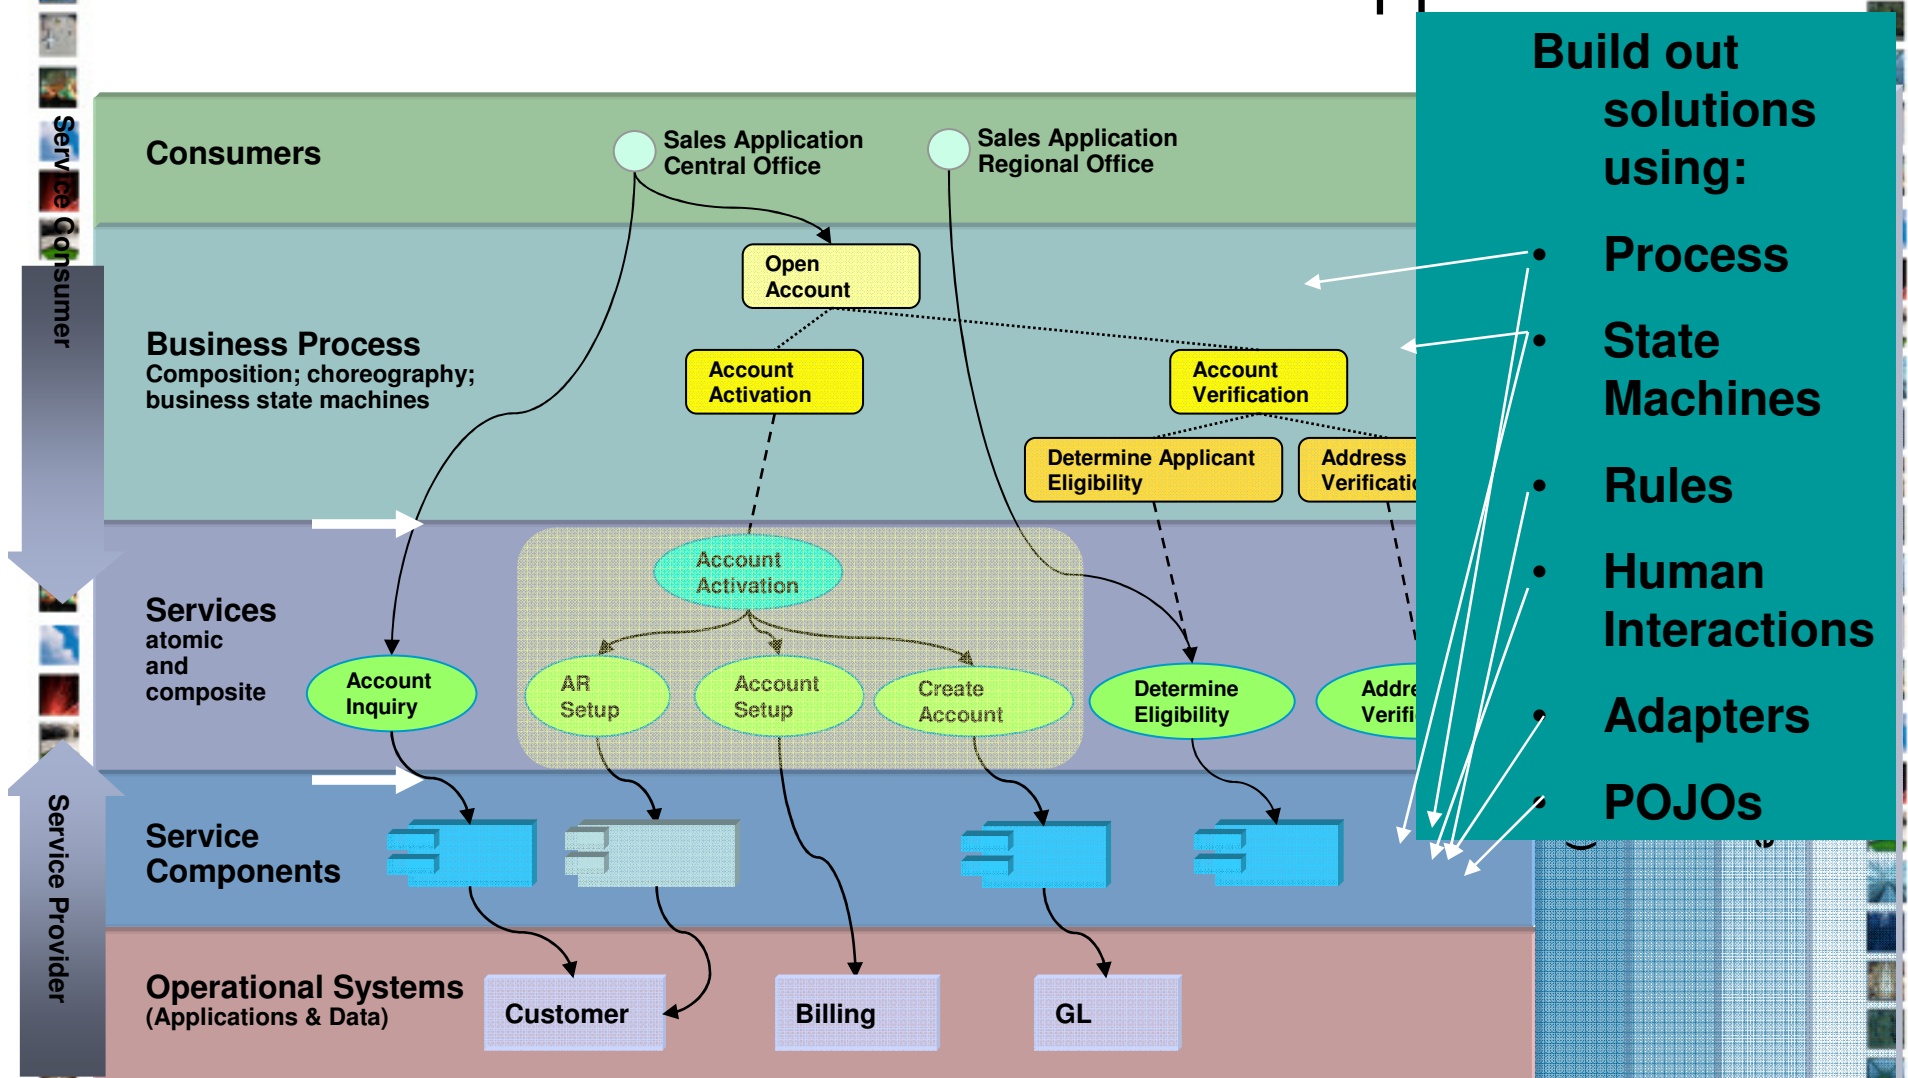 Build out
solutions
using:
• Process
• State
Machines
• Rules
• Human
Interactions
• Adapters
• POJOs
Service Consumer
Service Provider
Consumers
Sales Application
Central Office
Sales Application
Regional Office
Business Process
Composition; choreography;
business state machines
Open
Account
Account
Activation
Account
Verification
Determine Applicant
Eligibility
Address
Services
atomic
and
composite
Account
Activation
Account
Inquiry
AR
Setup
Account
Setup
Create
Account
Determine
Eligibility
Service
Components
Operational Systems
(Applications & Data)
Customer
Billing
GL